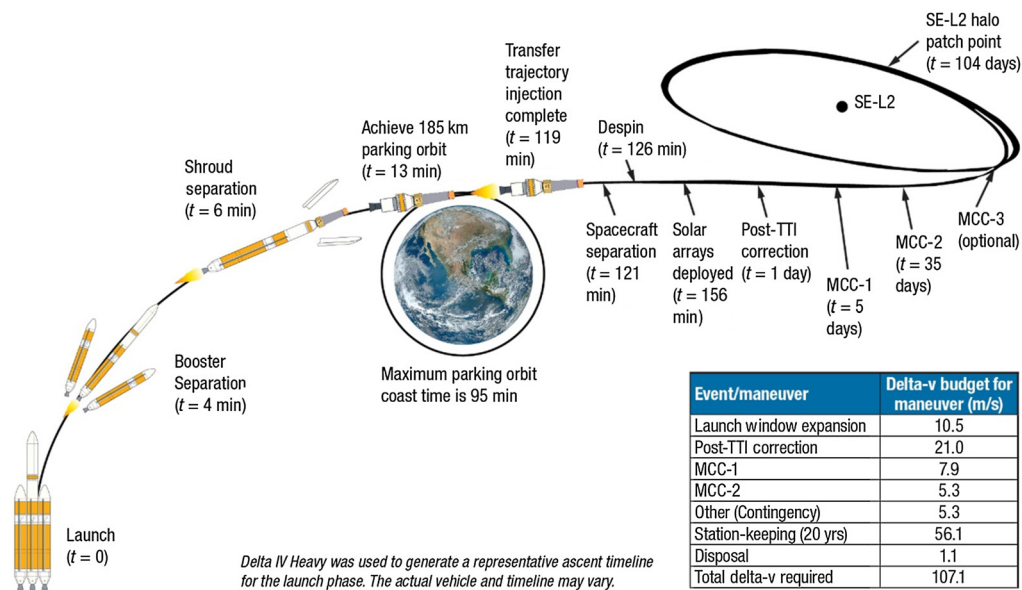 SE-L2 halo
patch point
(t = 104 days)
SE-L2
Transfer
trajectory
injection
complete
(t = 119
min)
Despin
(t = 126 min)
Achieve 185 km
parking orbit
(t = 13 min)
Shroud
separation
(t = 6 min)
Spacecraft
separation
(t = 121
min)
Solar
arrays
deployed
(t = 156
min)
Post-TTI
correction
(t = 1 day)
MCC-1
(t = 5
days)
MCC-2
(t = 35
days)
MCC-3
(optional)
Booster
Separation
(t = 4 min)
Maximum parking orbit
coast time is 95 min
Launch
(t = 0)
Delta IV Heavy was used to generate a representative ascent timeline
for the launch phase. The actual vehicle and timeline may vary.
Event/maneuver Delta-v budget for
maneuver (m/s)
Launch window expansion 10.5
Post-TTI correction 21.0
MCC-1 7.9
MCC-2 5.3
Other (Contingency) 5.3
Station-keeping (20 yrs) 56.1
Disposal 1.1
Total delta-v required 107.1